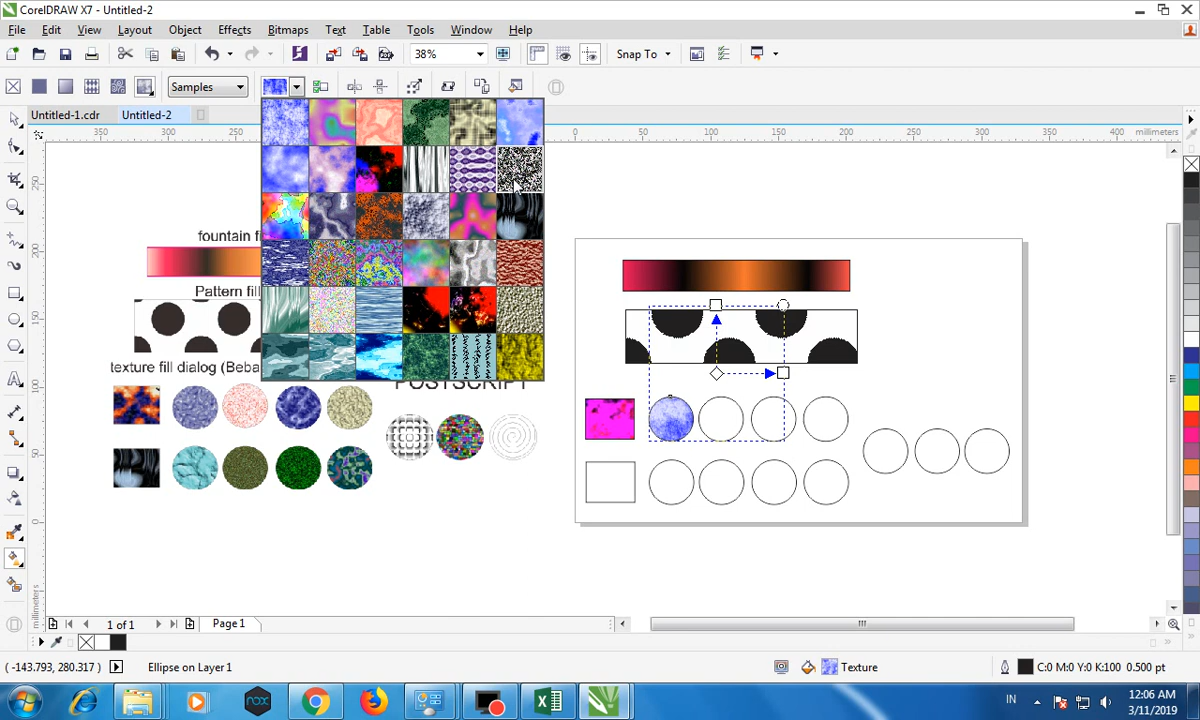 CorelDRAW X7 - Untitled-2
File Edit View Layout Object Effects Bitmaps Text Table Tools Window Help
38% Snap To
Samples
Untitled-1.cdr Untitled-2
350 300 250 0 50 100 150 200 250 300 350 400 millimeters
250
200
150
100
50
0
millimeters
fountain fi
Pattern fill
texture fill dialog (Beba
POSTSCRIPT
1 of 1 Page 1
( -143.793, 280.317 ) Ellipse on Layer 1 Texture C:0 M:0 Y:0 K:100 0.500 pt
nox IN 12:06 AM
3/11/2019